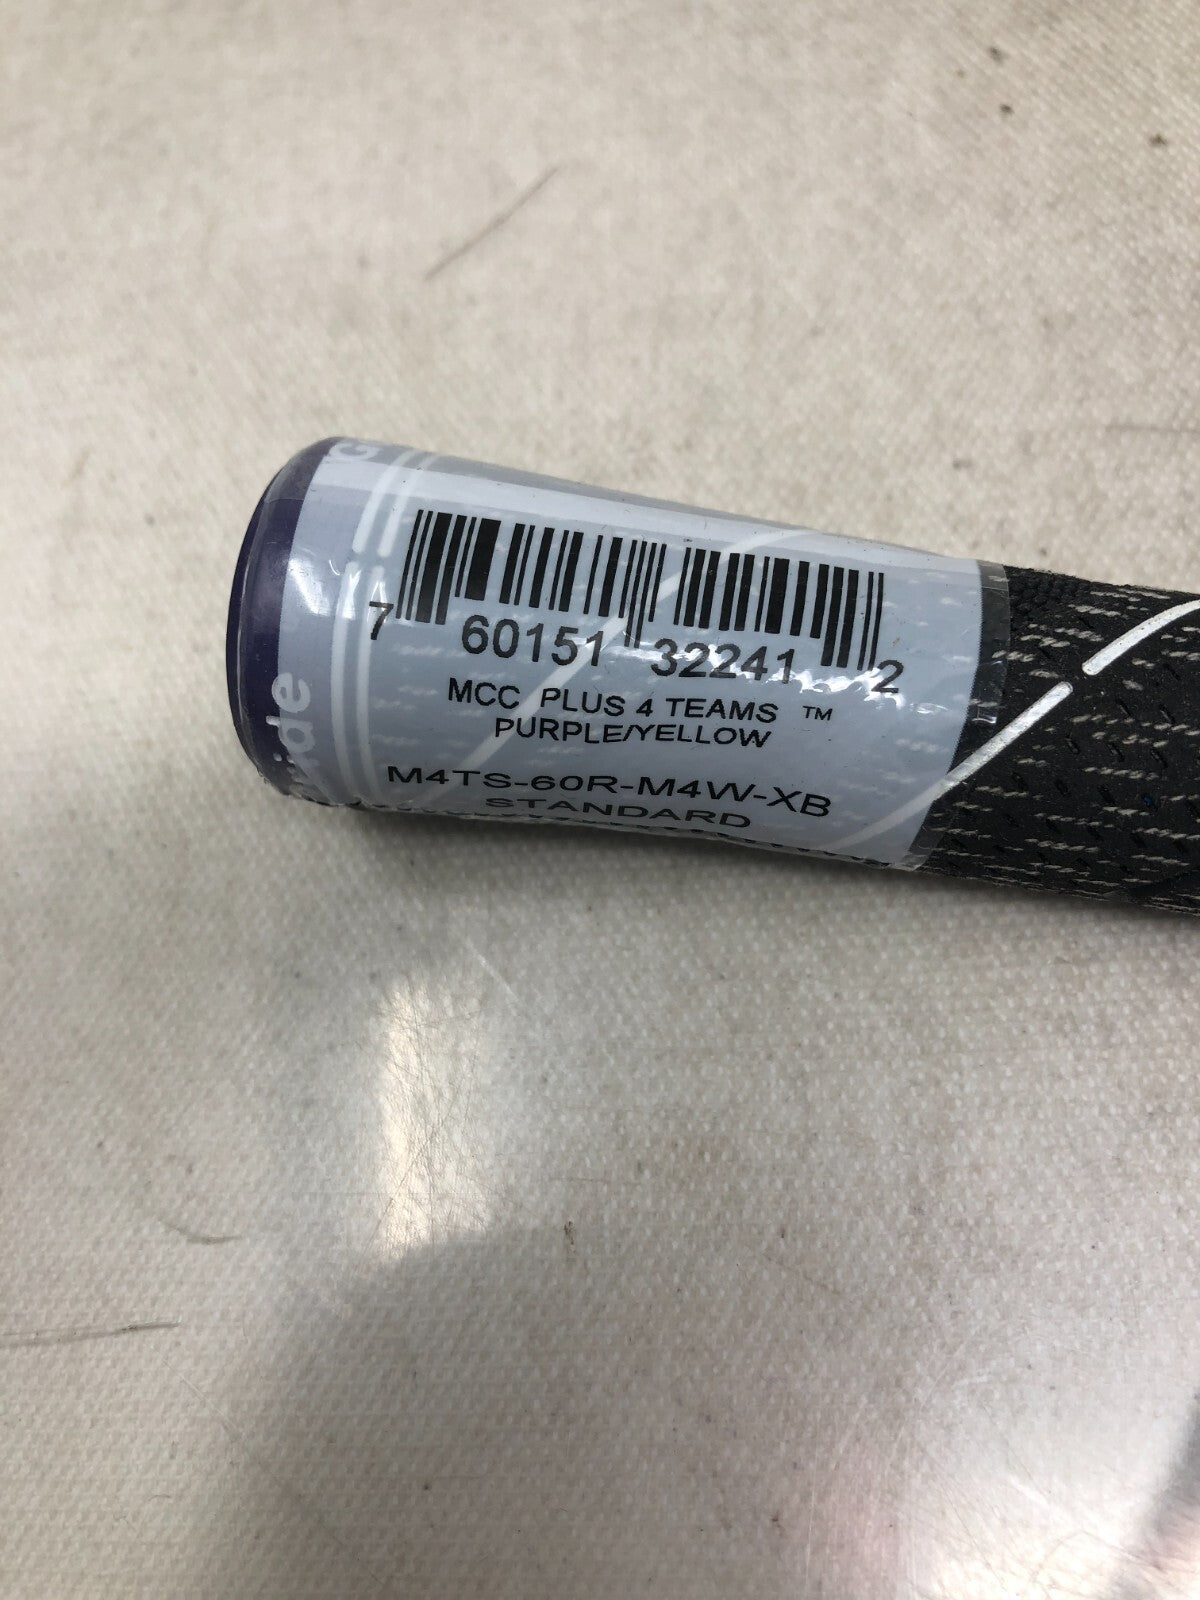 7 60151 32241 2
MCC PLUS 4 TEAMS ™
PURPLE/YELLOW
M4TS-60R-M4W-XB
STANDARD